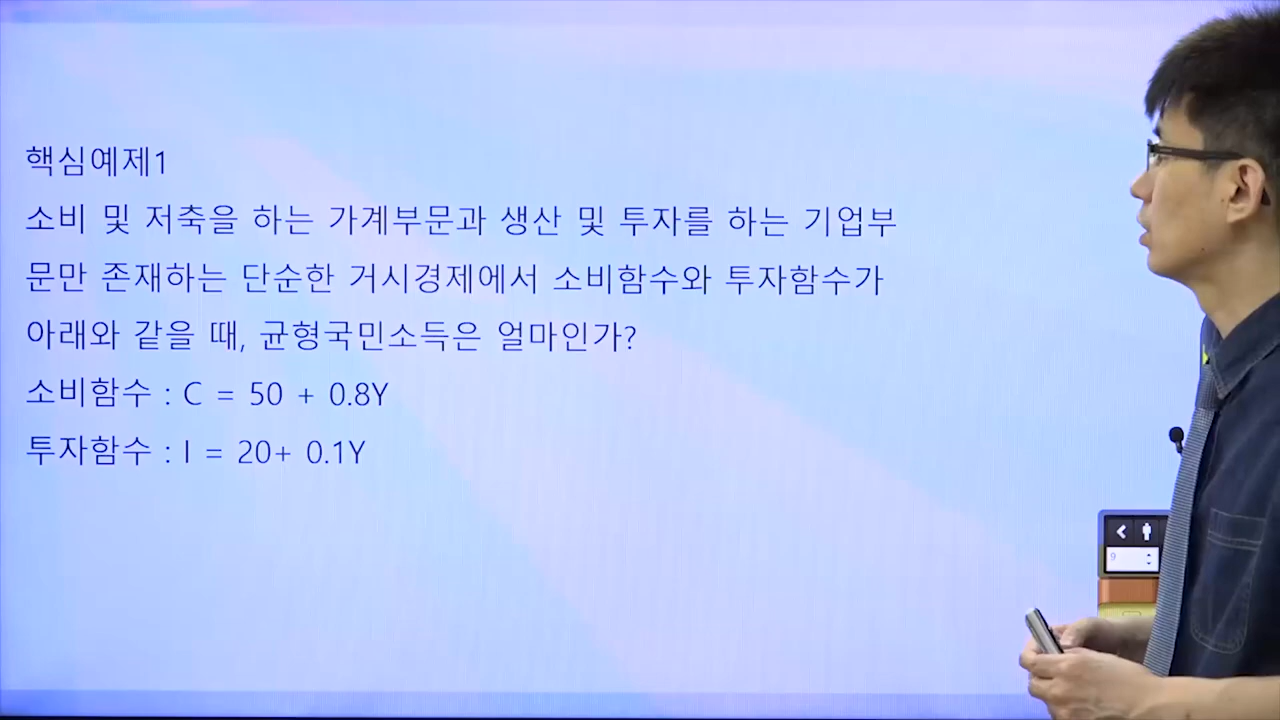 핵심예제1
소비 및 저축을 하는 가계부문과 생산 및 투자를 하는 기업부
문만 존재하는 단순한 거시경제에서 소비함수와 투자함수가
아래와 같을 때, 균형국민소득은 얼마인가?
소비함수 : C = 50 + 0.8Y
투자함수 : I = 20+ 0.1Y
9